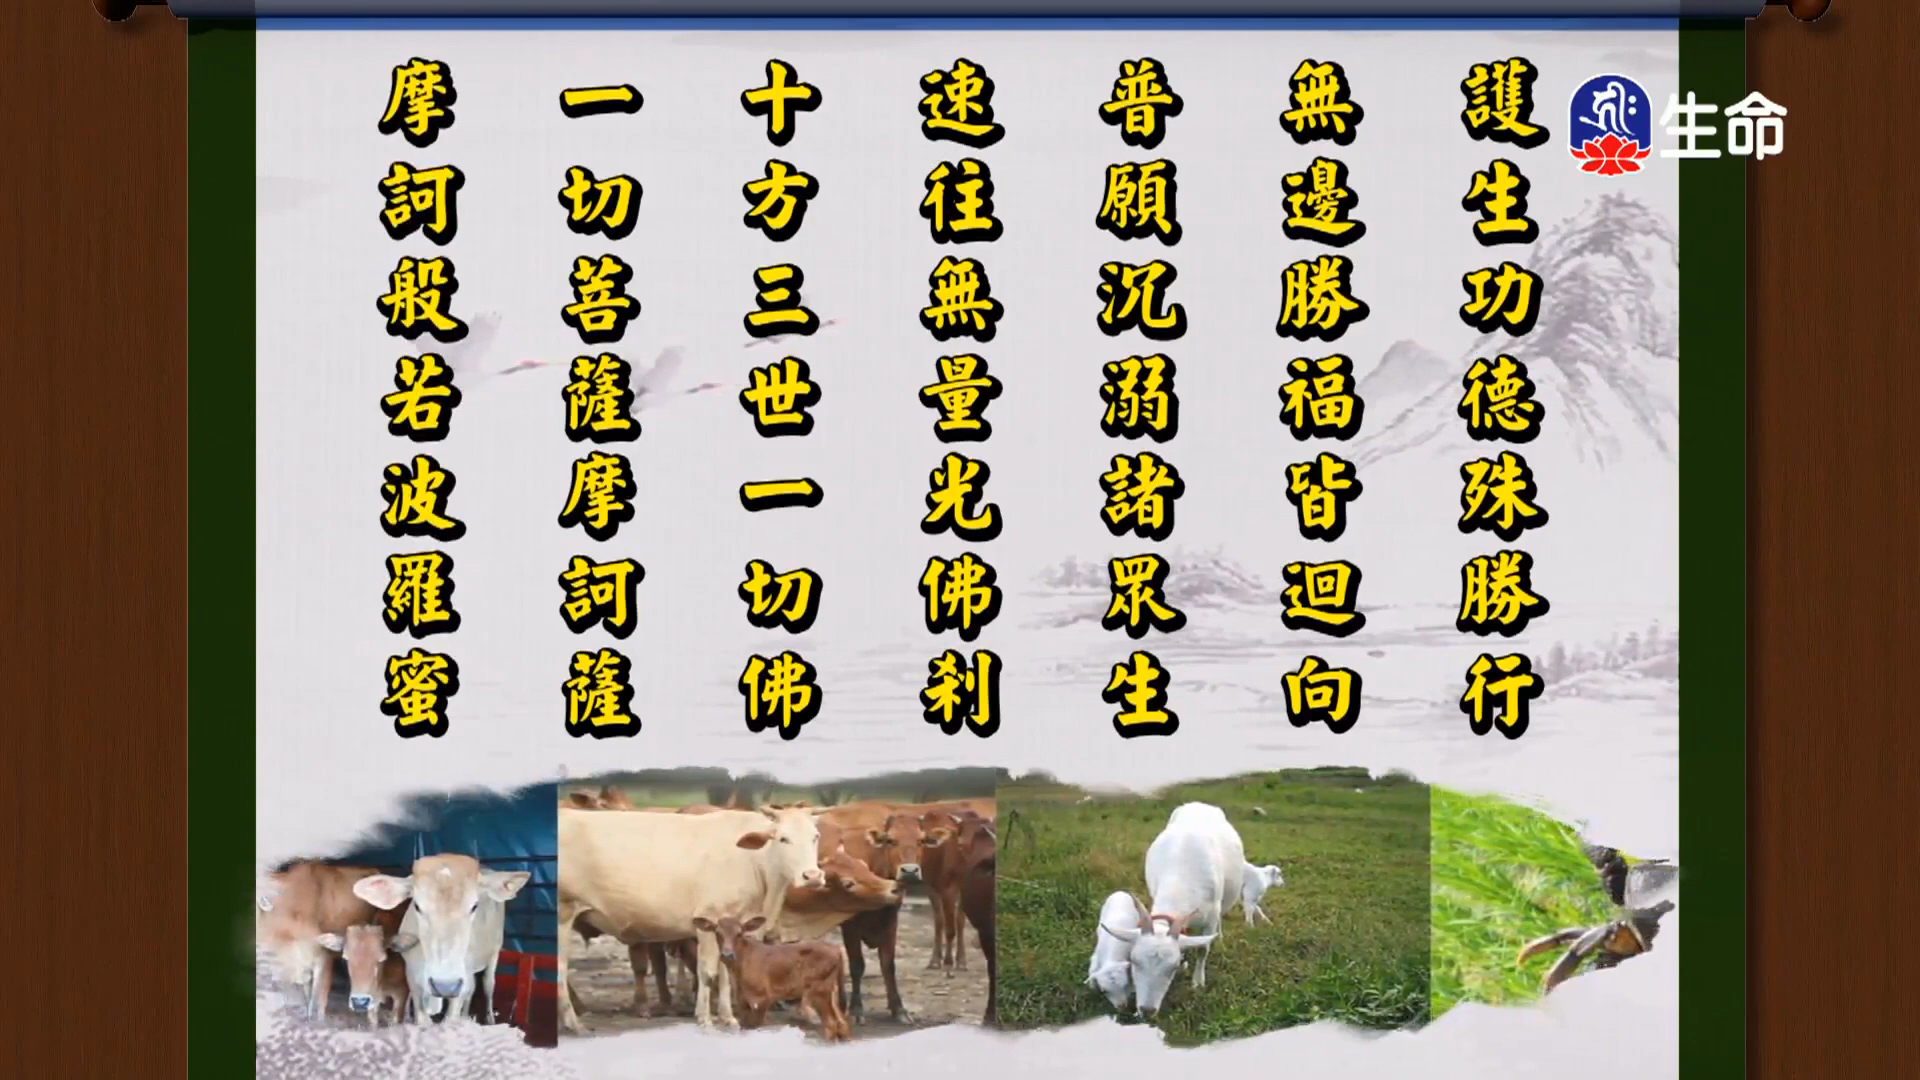 護生功德殊勝行
無邊勝福皆迴向
普願沉溺諸眾生
速往無量光佛剎
十方三世一切佛
一切菩薩摩訶薩
摩訶般若波羅蜜
生命